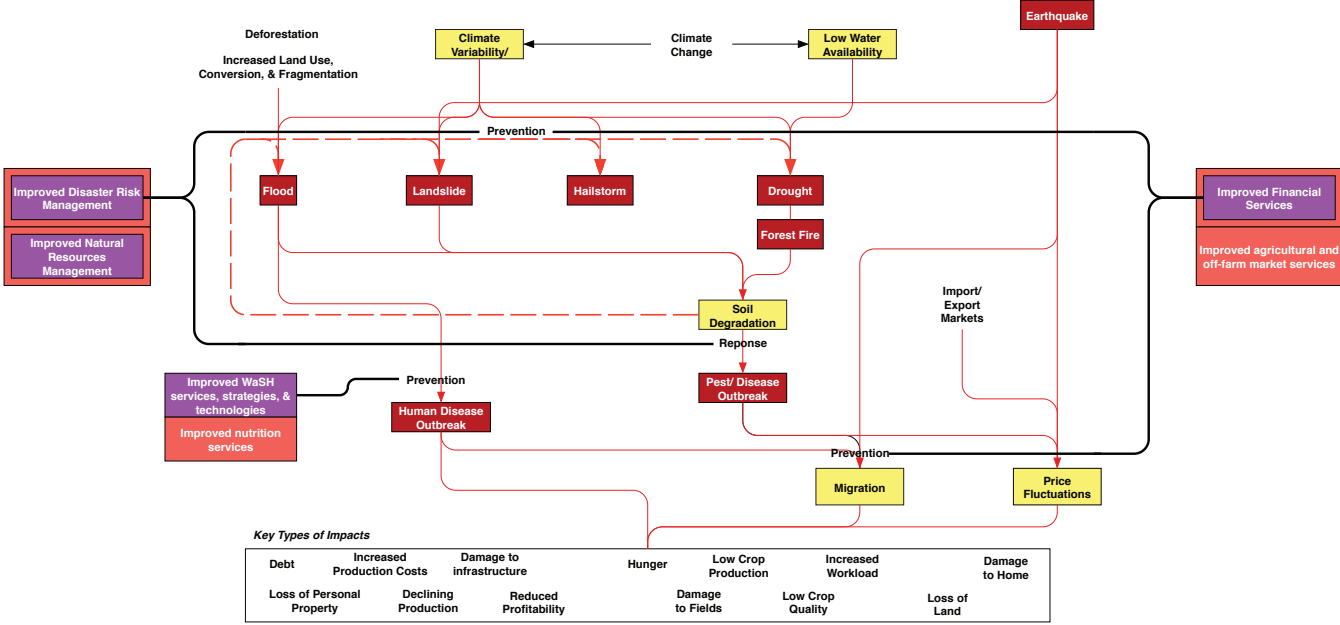 Earthquake
Deforestation
Increased Land Use,
Conversion, & Fragmentation
Climate
Variability/
Climate
Change
Low Water
Availability
Prevention
Improved Disaster Risk
Management
Improved Natural
Resources
Management
Flood
Landslide
Hailstorm
Drought
Forest Fire
Improved Financial
Services
Improved agricultural and
off-farm market services
Import/
Export
Markets
Soil
Degradation
Reponse
Improved WaSH
services, strategies, &
technologies
Improved nutrition
services
Prevention
Human Disease
Outbreak
Pest/ Disease
Outbreak
Prevention
Migration
Price
Fluctuations
Key Types of Impacts
Debt
Increased
Production Costs
Damage to
infrastructure
Hunger
Low Crop
Production
Increased
Workload
Damage
to Home
Loss of Personal
Property
Declining
Production
Reduced
Profitability
Damage
to Fields
Low Crop
Quality
Loss of
Land